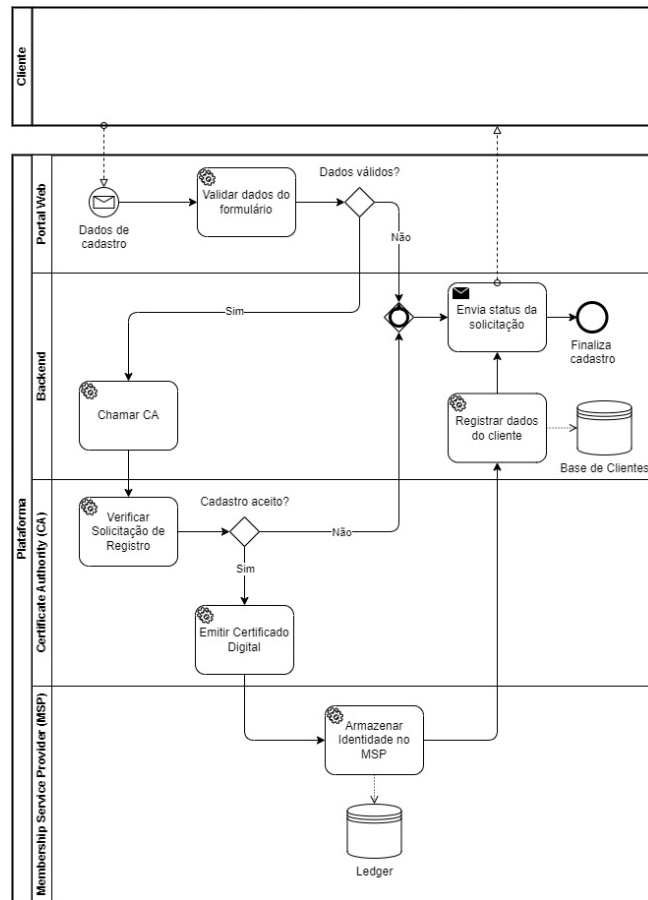 Cliente
Plataforma
Portal Web
Dados de
cadastro
Validar dados do
formulário
Dados válidos?
Não
Sim
Backend
Envia status da
solicitação
Finaliza
cadastro
Chamar CA
Registrar dados
do cliente
Base de Clientes
Certificate Authority (CA)
Verificar
Solicitação de
Registro
Cadastro aceito?
Não
Sim
Emitir Certificado
Digital
Membership Service Provider (MSP)
Armazenar
Identidade no
MSP
Ledger